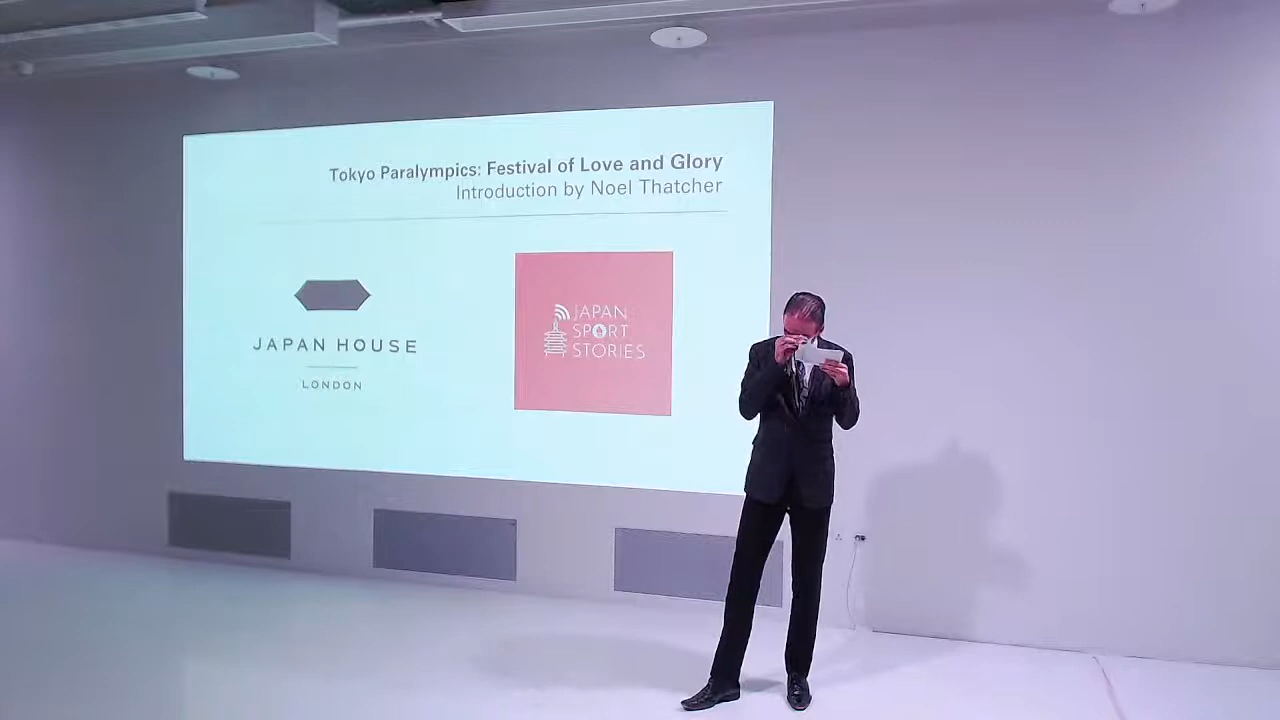 Tokyo Paralympics: Festival of Love and Glory
Introduction by Noel Thatcher
JAPAN HOUSE
LONDON
JAPAN
SPORT
STORIES